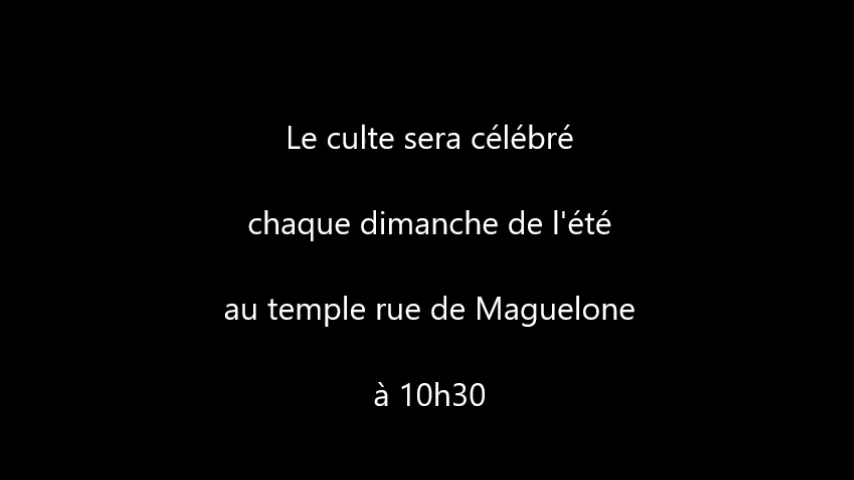 Le culte sera célébré
chaque dimanche de l'été
au temple rue de Maguelone
à 10h30